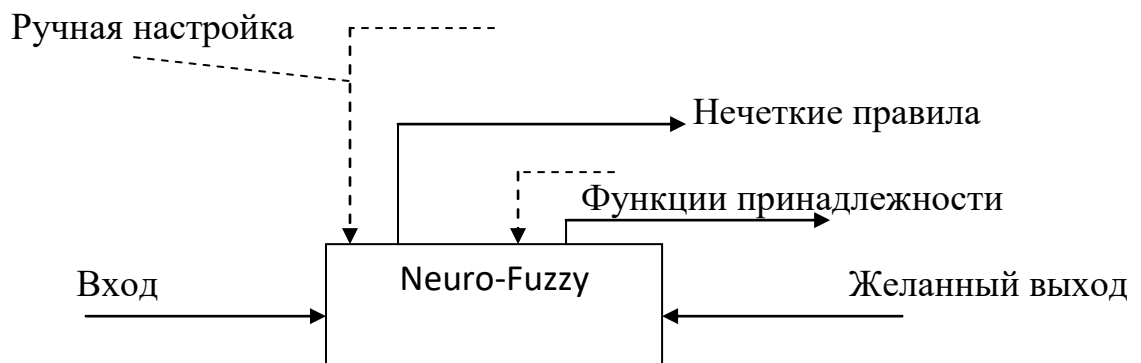 Ручная настройка
Нечеткие правила
Функции принадлежности
Neuro-Fuzzy
Вход
Желанный выход